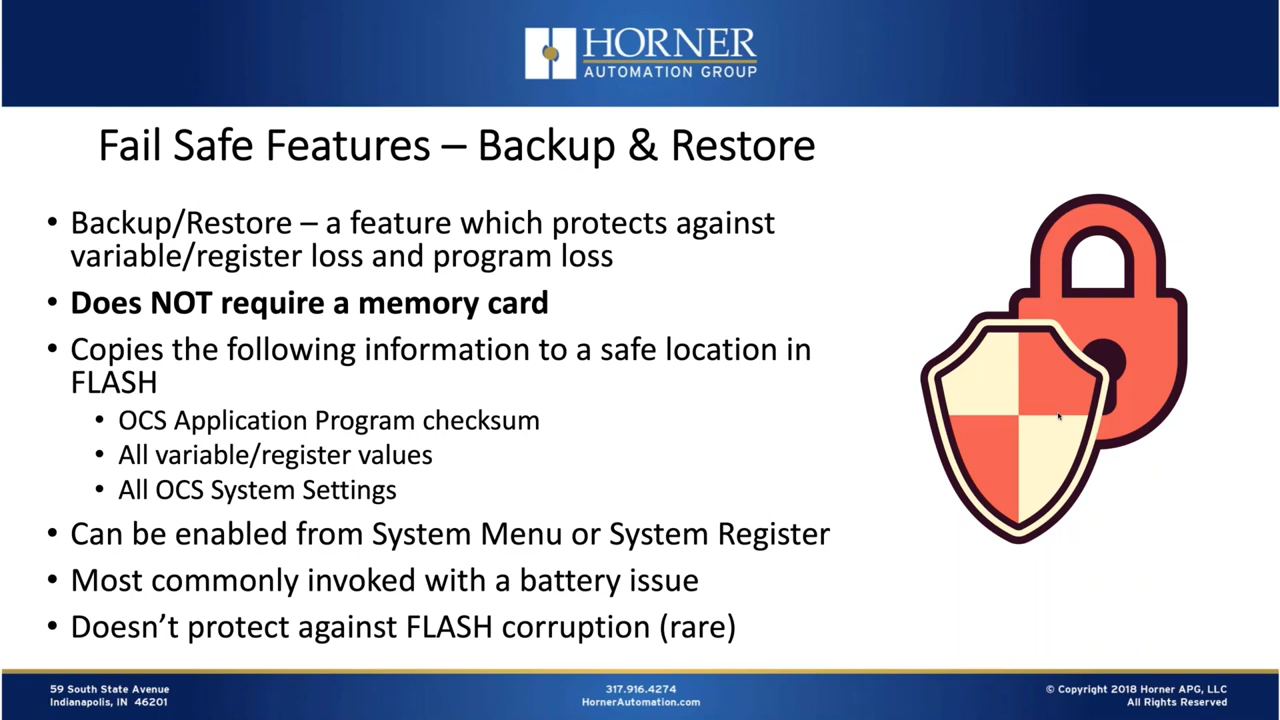 HORNER
AUTOMATION GROUP
Fail Safe Features – Backup & Restore
• Backup/Restore – a feature which protects against
variable/register loss and program loss
• Does NOT require a memory card
• Copies the following information to a safe location in
FLASH
• OCS Application Program checksum
• All variable/register values
• All OCS System Settings
• Can be enabled from System Menu or System Register
• Most commonly invoked with a battery issue
• Doesn’t protect against FLASH corruption (rare)
59 South State Avenue
Indianapolis, IN 46201
317.916.4274
HornerAutomation.com
© Copyright 2018 Horner APG, LLC
All Rights Reserved